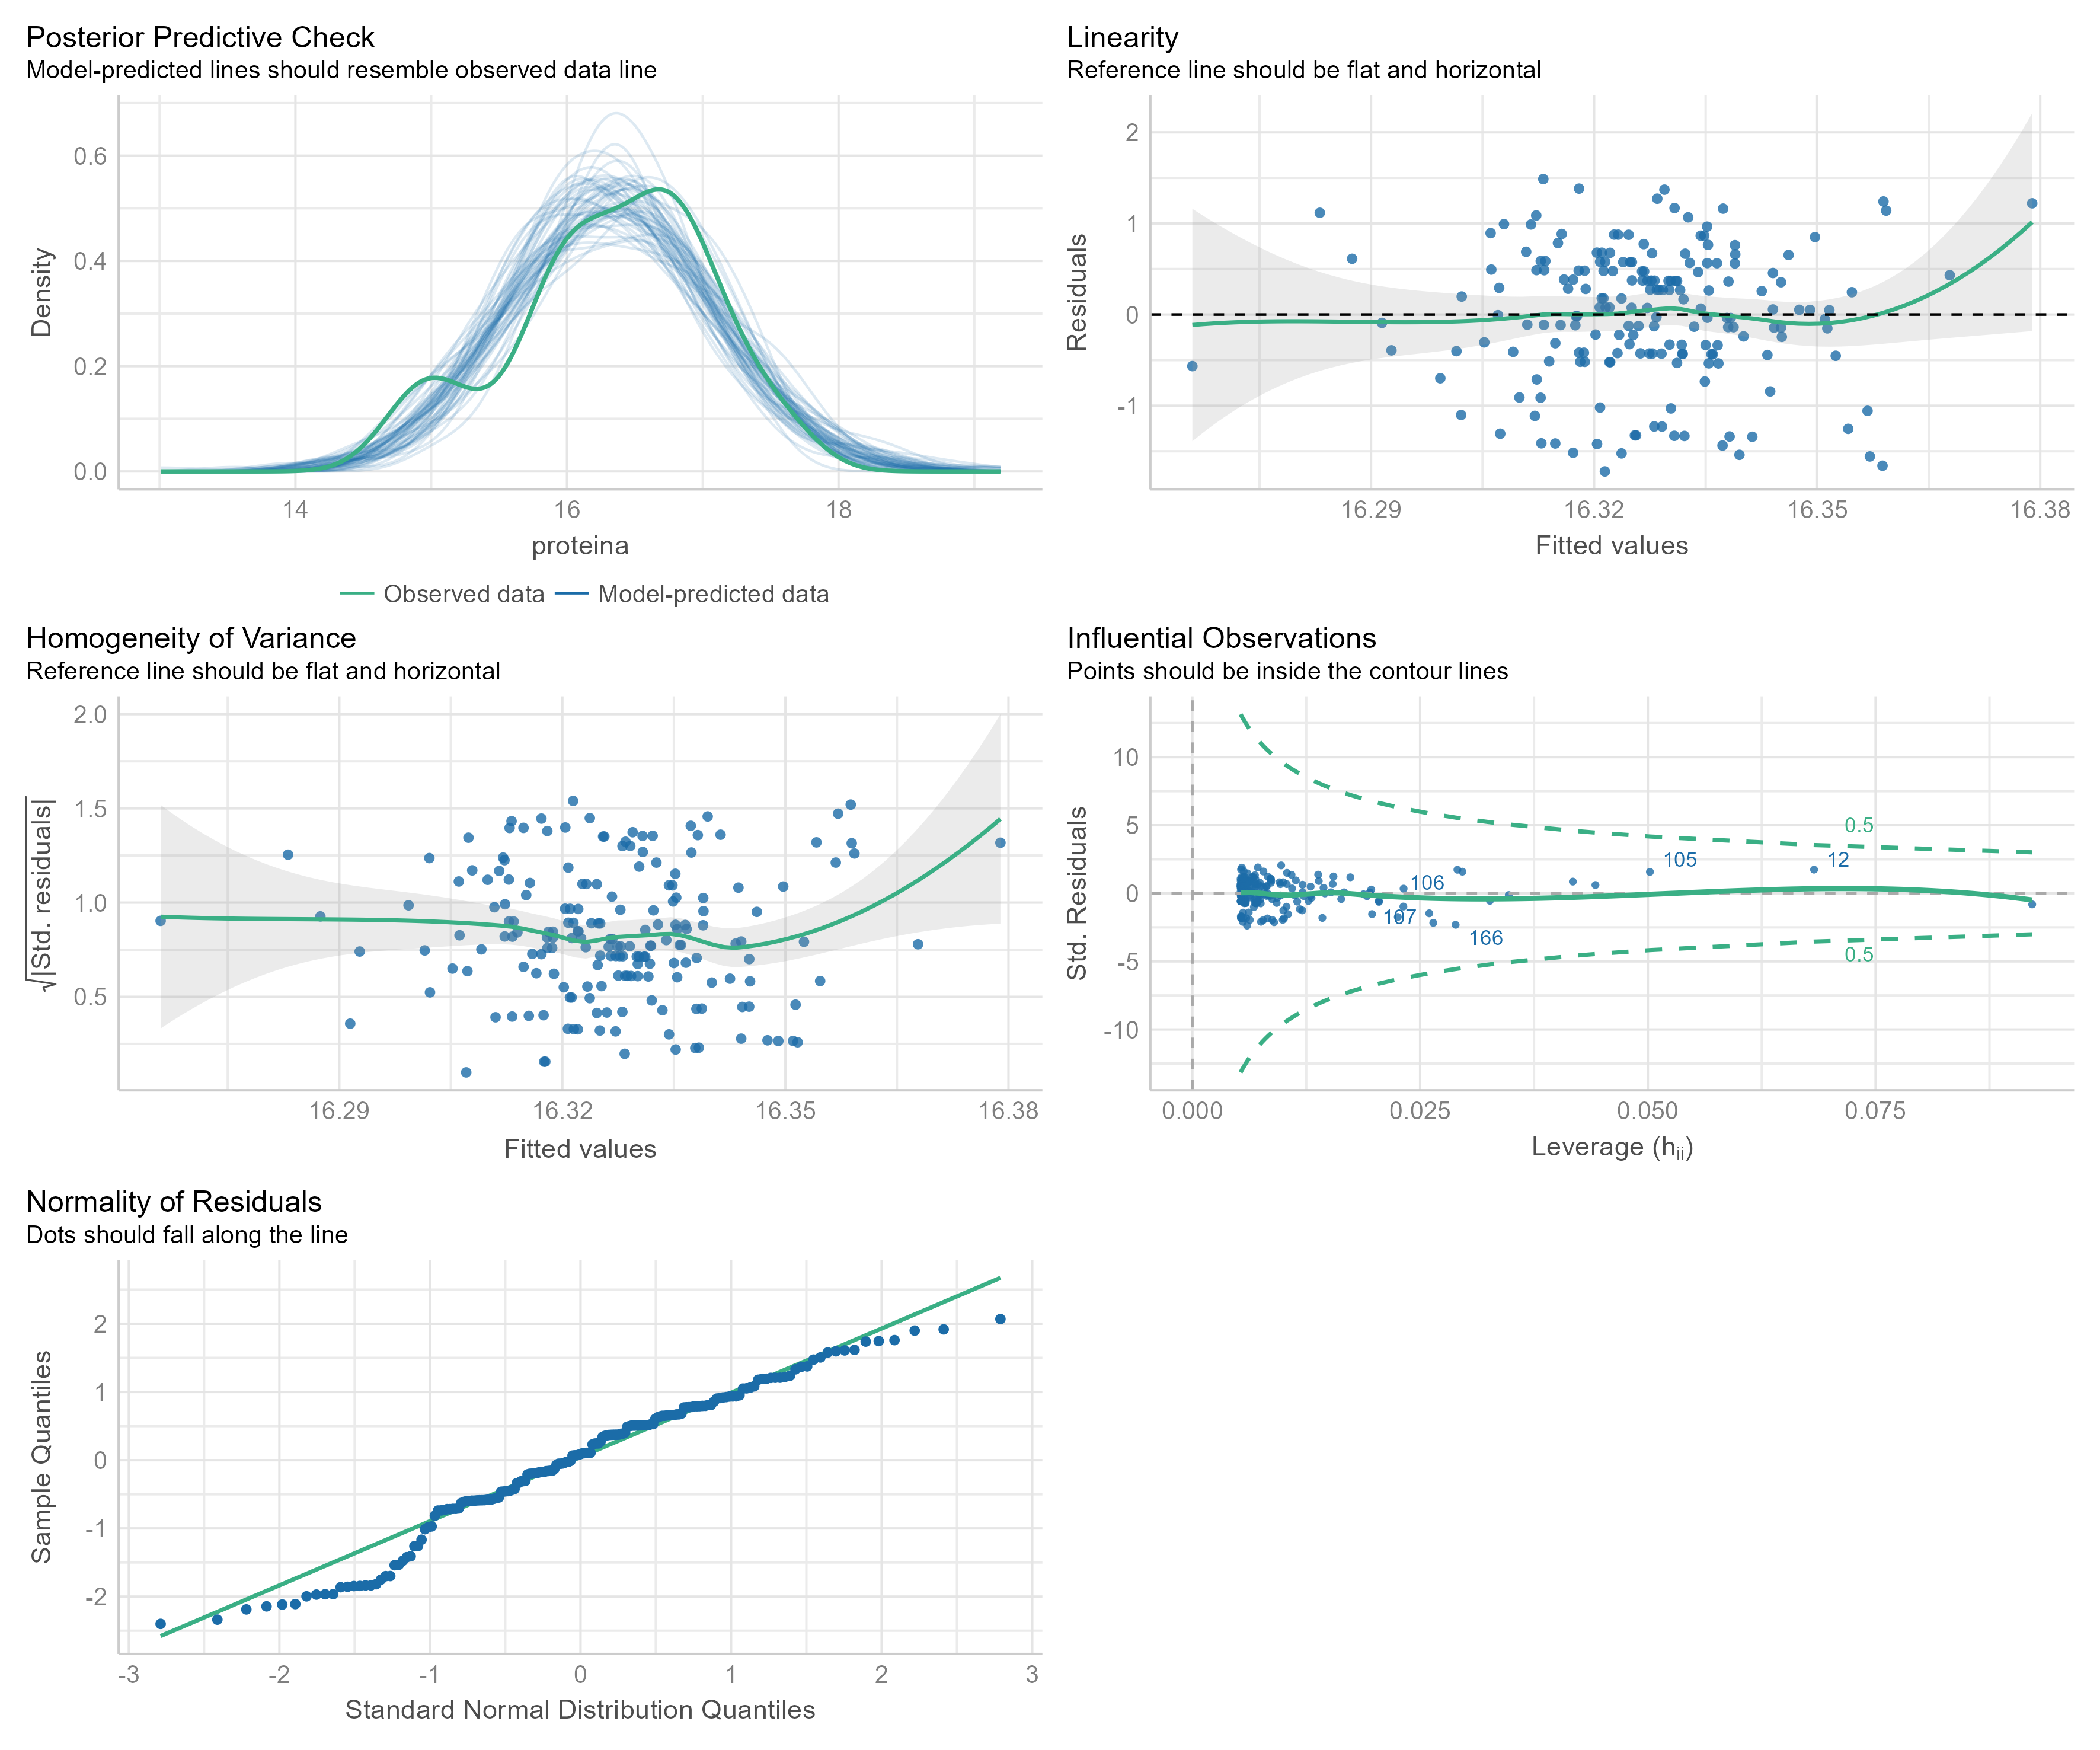 Posterior Predictive Check
Model-predicted lines should resemble observed data line
Density
0.6
0.4
0.2
0.0
14
16
18
proteina
Observed data
Model-predicted data
Linearity
Reference line should be flat and horizontal
Residuals
2
1
0
-1
16.29
16.32
16.35
16.38
Fitted values
Homogeneity of Variance
Reference line should be flat and horizontal
√|Std. residuals|
2.0
1.5
1.0
0.5
16.29
16.32
16.35
16.38
Fitted values
Influential Observations
Points should be inside the contour lines
Std. Residuals
10
5
0
-5
-10
0.5
105
12
106
107
166
0.5
0.000
0.025
0.050
0.075
Leverage (hii)
Normality of Residuals
Dots should fall along the line
Sample Quantiles
2
1
0
-1
-2
-3
-2
-1
0
1
2
3
Standard Normal Distribution Quantiles